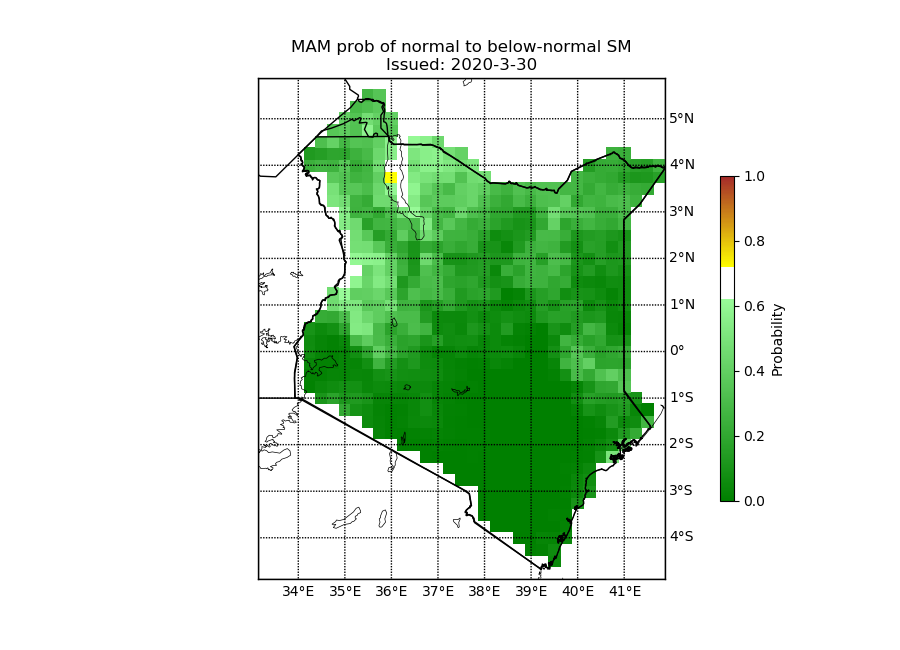 MAM prob of normal to below-normal SM
Issued: 2020-3-30
5°N
4°N
3°N
2°N
1°N
0°
1°S
2°S
3°S
4°S
34°E 35°E 36°E 37°E 38°E 39°E 40°E 41°E
1.0
0.8
0.6
0.4
0.2
0.0
Probability